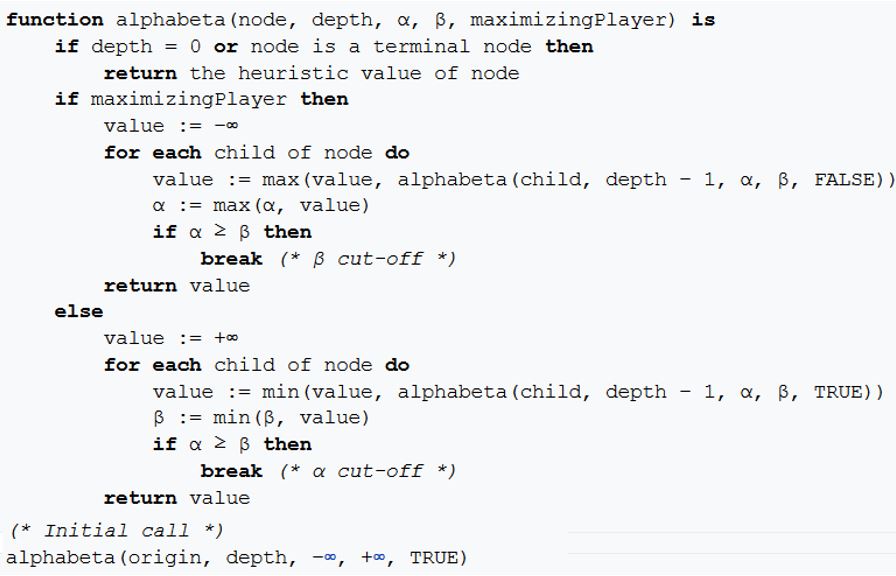 function alphabeta(node, depth, α, β, maximizingPlayer) is
    if depth = 0 or node is a terminal node then
        return the heuristic value of node
    if maximizingPlayer then
        value := −∞
        for each child of node do
            value := max(value, alphabeta(child, depth − 1, α, β, FALSE))
            α := max(α, value)
            if α ≥ β then
                break (* β cut-off *)
        return value
    else
        value := +∞
        for each child of node do
            value := min(value, alphabeta(child, depth − 1, α, β, TRUE))
            β := min(β, value)
            if α ≥ β then
                break (* α cut-off *)
        return value
(* Initial call *)
alphabeta(origin, depth, −∞, +∞, TRUE)